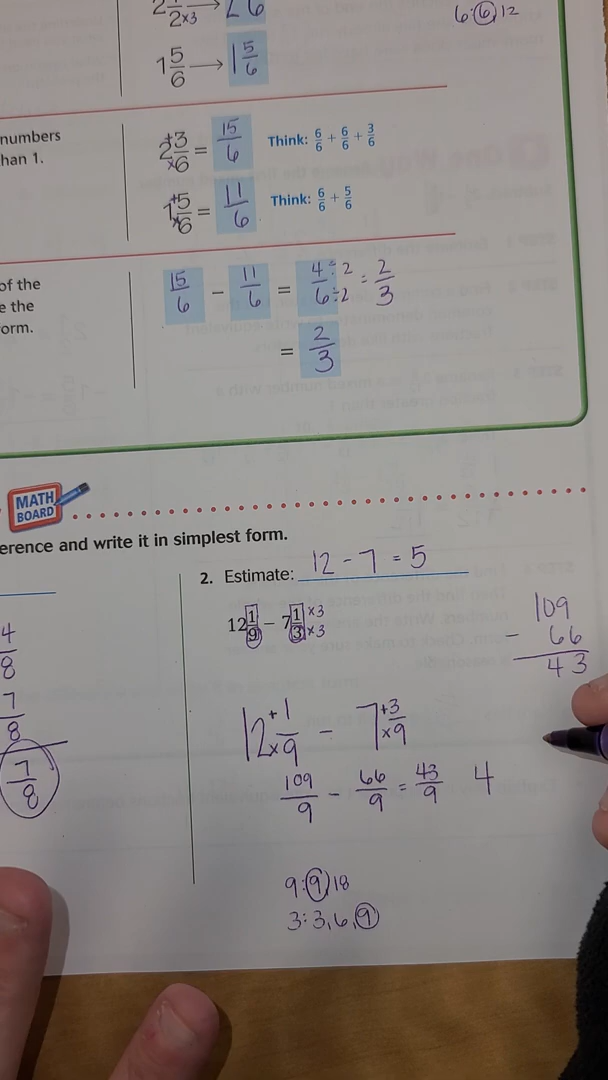 2 1/2 ×3 → 2 /6
6: 6, 12
1 5/6 → 1 5/6
numbers
han 1.
2 + 3/× 6 = 15/6 Think: 6/6 + 6/6 + 3/6
1 + 5/× 6 = 11/6 Think: 6/6 + 5/6
of the
e the
orm.
15/6 - 11/6 = 4/6 ÷2/÷2 = 2/3
= 2/3
MATH
BOARD
erence and write it in simplest form.
2. Estimate: 12 - 7 = 5
12 1/9 - 7 1/3 ×3/×3
109
- 66
43
4/8
7/8
7/8
12 + 1/× 9 - 7 + 3/× 9
109/9 - 66/9 = 43/9 4
9: 9, 18
3: 3, 6, 9